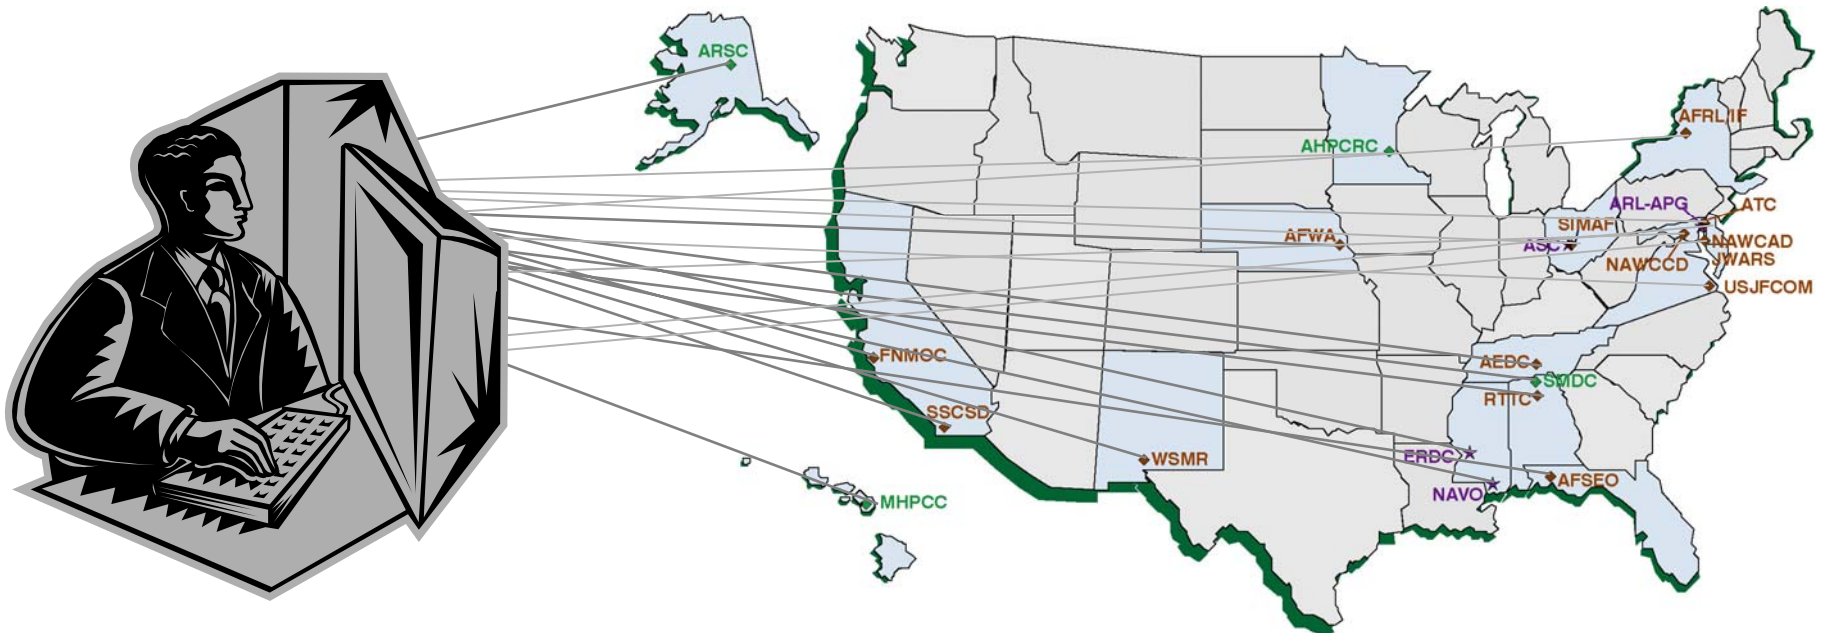 ARSC
AFRL/IF
AHPCRC
ARL-APG
ATC
SIMAF
AFWA
ASC
NAWCAD
JWARS
NAWCCD
USJFCOM
FNMOC
AEDC
SMDC
RTTC
SSCSD
ERDC
WSMR
AFSEO
NAVO
MHPCC